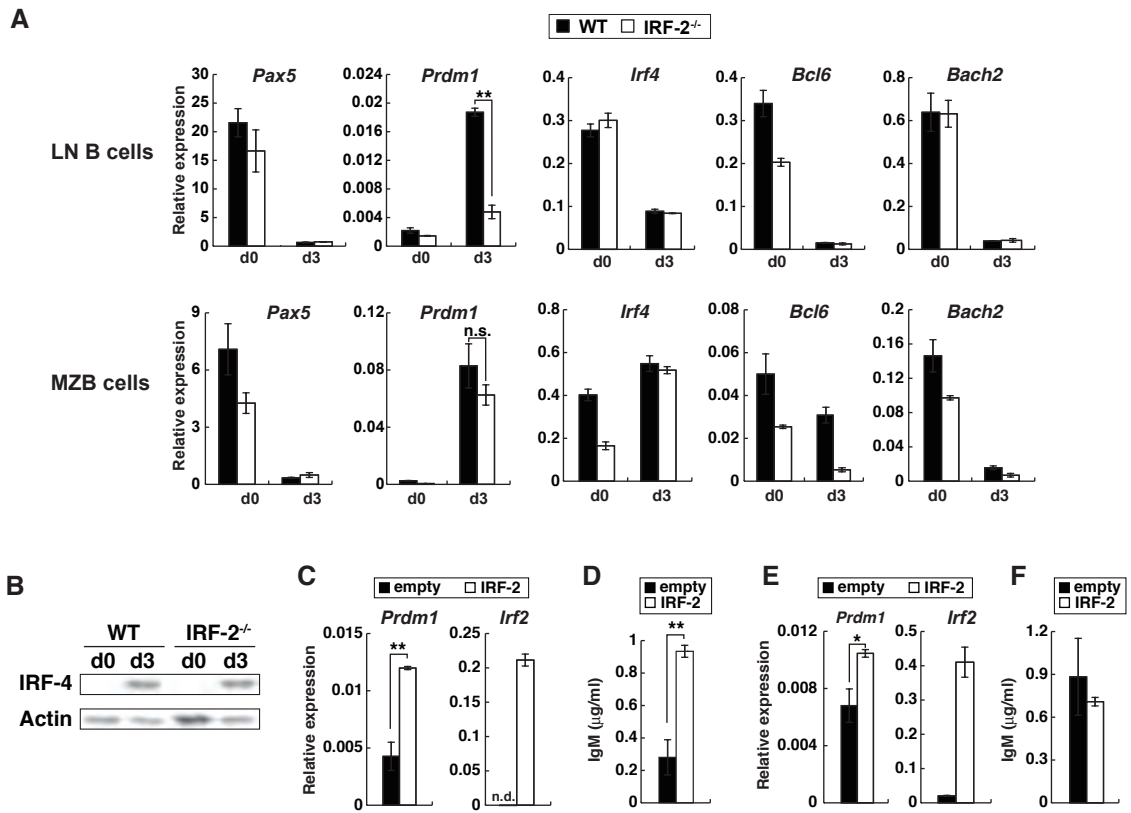 A
WT IRF-2-/-
Pax5 Prdm1 Irf4 Bcl6 Bach2
LN B cells
Relative expression
30
25
20
15
10
5
0
d0 d3
0.024
0.02
0.016
0.012
0.008
0.004
0
**
d0 d3
0.4
0.3
0.2
0.1
0
d0 d3
0.4
0.3
0.2
0.1
0
d0 d3
0.8
0.6
0.4
0.2
0
d0 d3
Pax5 Prdm1 Irf4 Bcl6 Bach2
MZB cells
Relative expression
9
6
3
0
d0 d3
0.12
0.08
0.04
0
n.s.
d0 d3
0.8
0.6
0.4
0.2
0
d0 d3
0.08
0.06
0.04
0.02
0
d0 d3
0.2
0.16
0.12
0.08
0.04
0
d0 d3
B
WT IRF-2-/-
d0 d3 d0 d3
IRF-4
Actin
C
empty IRF-2
Prdm1 Irf2
Relative expression
0.015
0.01
0.005
0
**
0.25
0.2
0.15
0.1
0.05
0
n.d.
D
empty
IRF-2
IgM (μg/ml)
1
0.8
0.6
0.4
0.2
0
**
E
empty IRF-2
Prdm1 Irf2
Relative expression
0.012
0.008
0.004
0
*
0.5
0.4
0.3
0.2
0.1
0
F
empty
IRF-2
IgM (μg/ml)
1.2
0.9
0.6
0.3
0